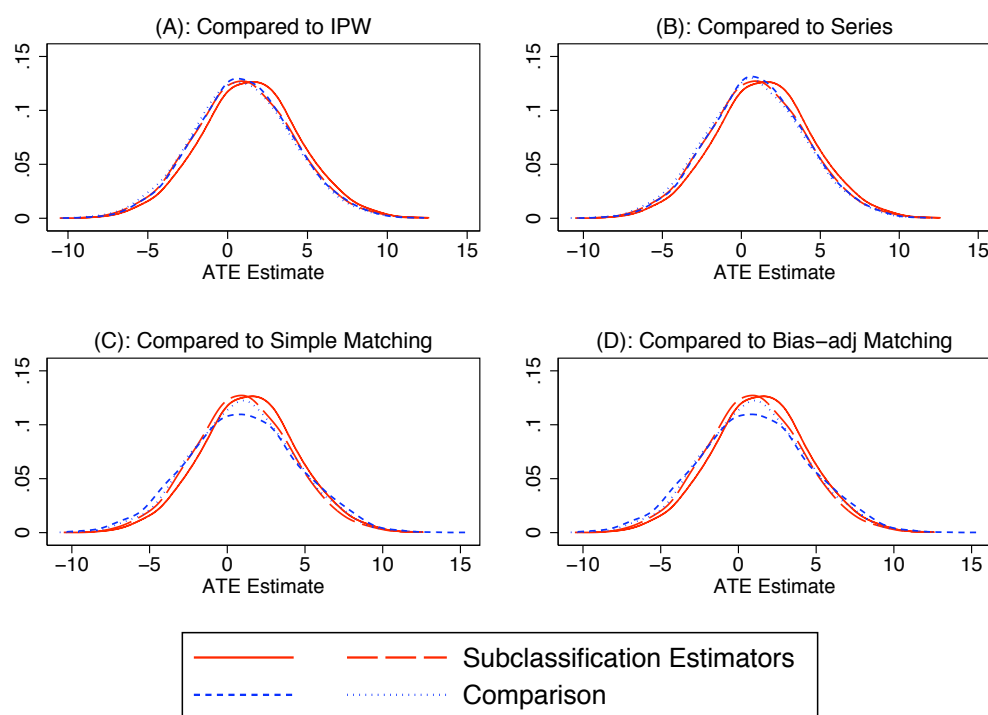 (A): Compared to IPW
.15
.1
.05
0
−10 −5 0 5 10 15
ATE Estimate
(B): Compared to Series
.15
.1
.05
0
−10 −5 0 5 10 15
ATE Estimate
(C): Compared to Simple Matching
.15
.1
.05
0
−10 −5 0 5 10 15
ATE Estimate
(D): Compared to Bias−adj Matching
.15
.1
.05
0
−10 −5 0 5 10 15
ATE Estimate
Subclassification Estimators
Comparison